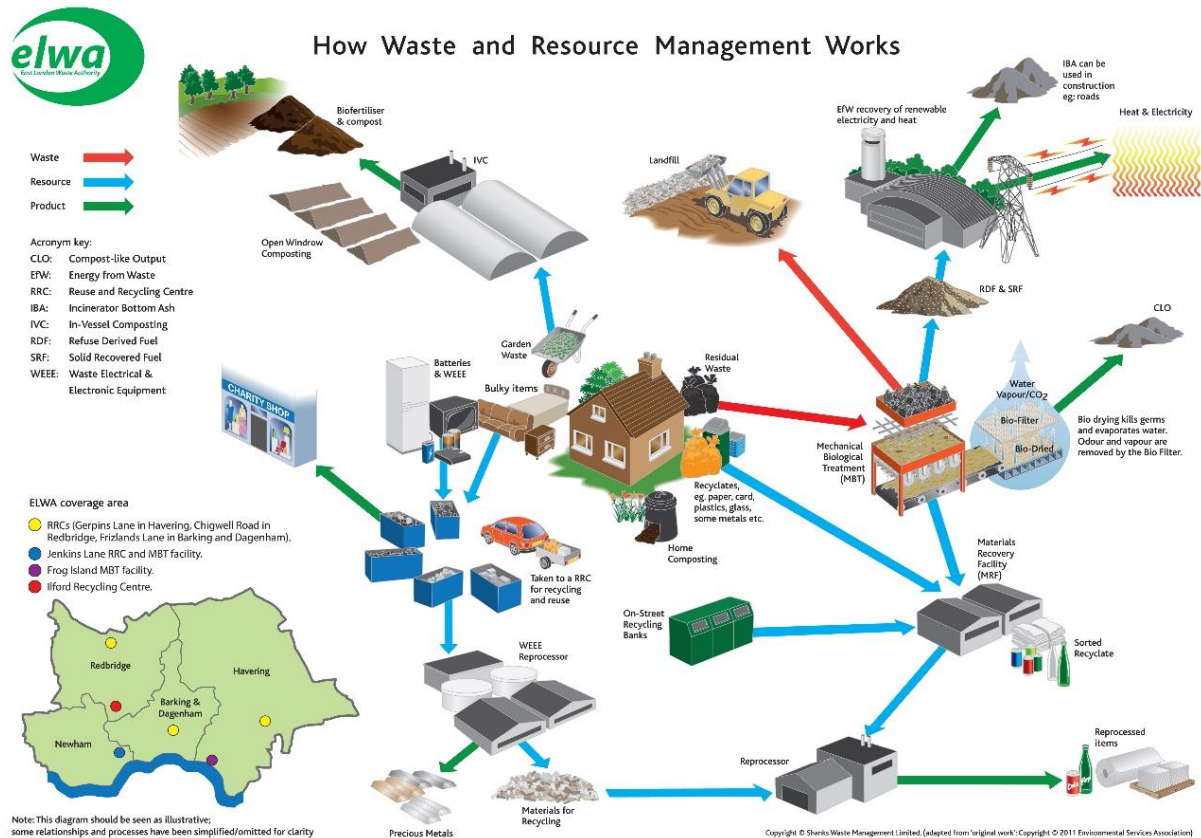 elwa
East London Waste Authority
How Waste and Resource Management Works
Waste
Resource
Product
Acronym key:
CLO: Compost-like Output
EfW: Energy from Waste
RRC: Reuse and Recycling Centre
IBA: Incinerator Bottom Ash
IVC: In-Vessel Composting
RDF: Refuse Derived Fuel
SRF: Solid Recovered Fuel
WEEE: Waste Electrical &
Electronic Equipment
Biofertiliser
& compost
IVC
Open Windrow
Composting
Landfill
EfW recovery of renewable
electricity and heat
IBA can be
used in
construction
eg: roads
Heat & Electricity
RDF & SRF
CLO
Garden
Waste
Batteries
& WEEE
Bulky items
Residual
Waste
CHARITY SHOP
Water
Vapour/CO2
Bio-Filter
Bio-Dried
Bio drying kills germs
and evaporates water.
Odour and vapour are
removed by the Bio Filter.
Mechanical
Biological
Treatment
(MBT)
Recyclates,
eg. paper, card,
plastics, glass,
some metals etc.
Home
Composting
Taken to a RRC
for recycling
and reuse
Materials
Recovery
Facility
(MRF)
On-Street
Recycling
Banks
Sorted
Recyclate
WEEE
Reprocessor
Precious Metals
Materials for
Recycling
Reprocessor
Reprocessed
items
ELWA coverage area
RRCs (Gerpins Lane in Havering, Chigwell Road in
Redbridge, Frizlands Lane in Barking and Dagenham).
Jenkins Lane RRC and MBT facility.
Frog Island MBT facility.
Ilford Recycling Centre.
Redbridge
Havering
Barking &
Dagenham
Newham
Note: This diagram should be seen as illustrative;
some relationships and processes have been simplified/omitted for clarity
Copyright © Shanks Waste Management Limited, (adapted from 'original work': Copyright © 2011 Environmental Services Association)